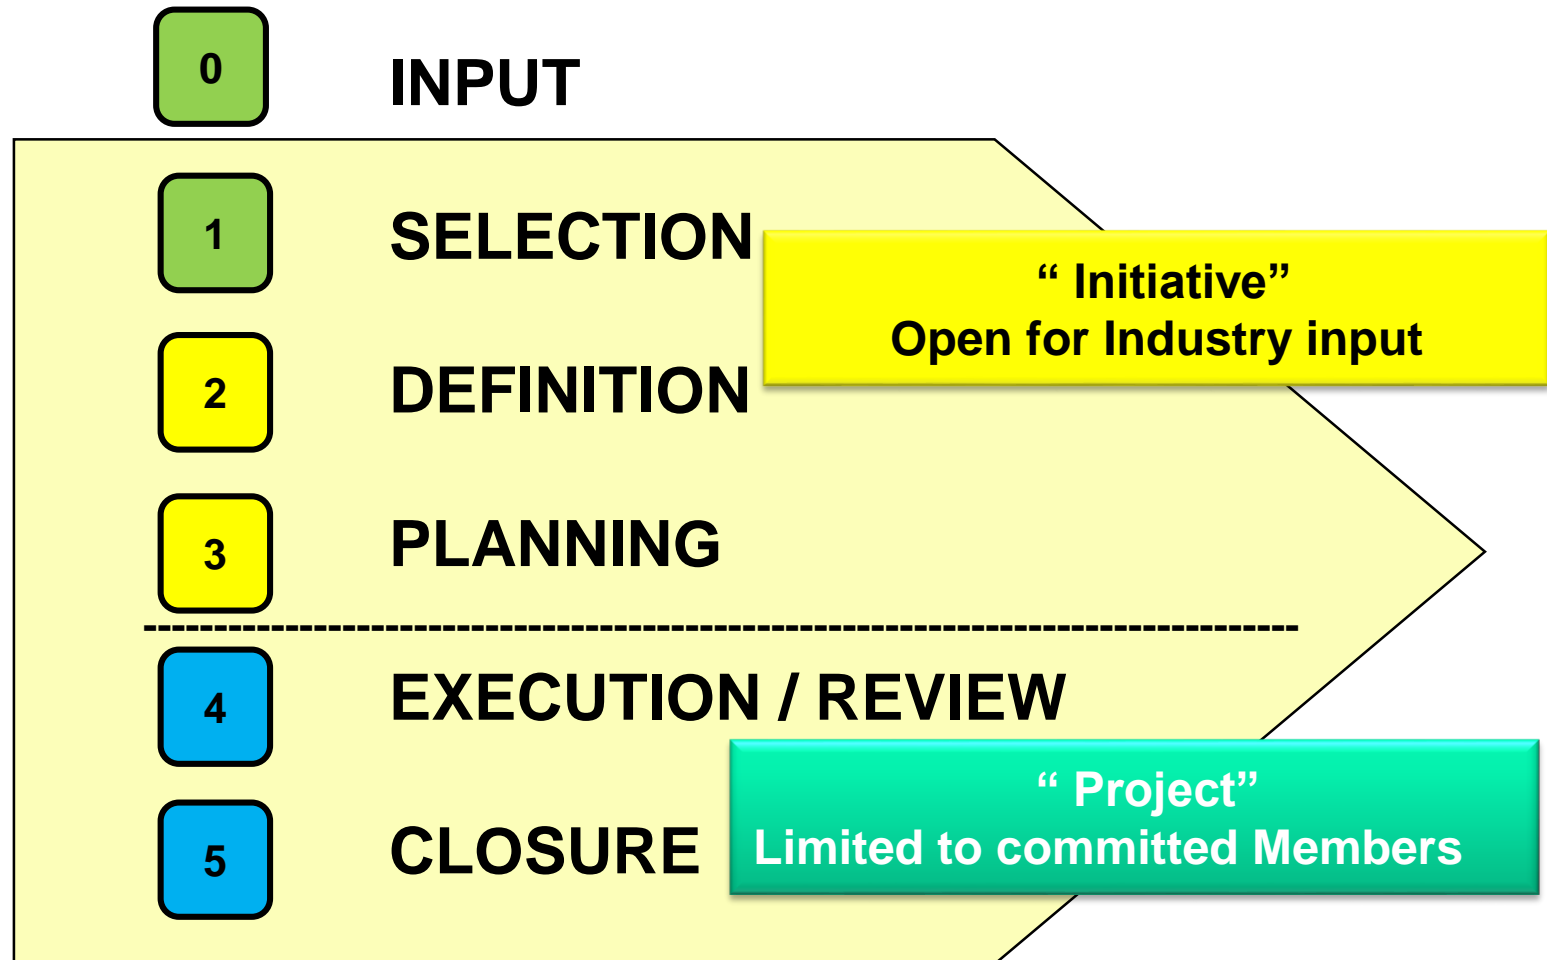 0 INPUT
1 SELECTION
“ Initiative”
Open for Industry input
2 DEFINITION
3 PLANNING
4 EXECUTION / REVIEW
“ Project”
Limited to committed Members
5 CLOSURE